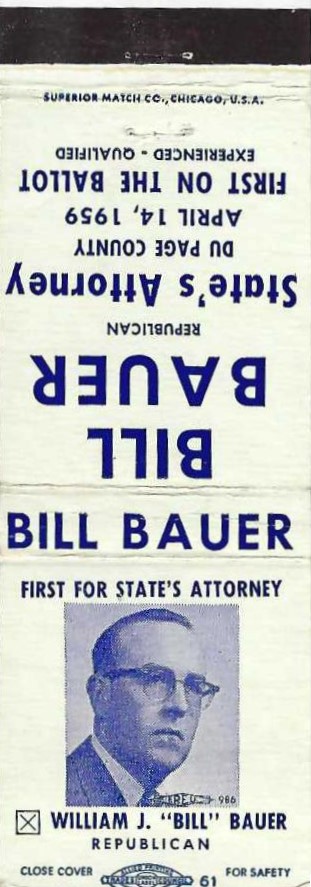 SUPERIOR MATCH CO., CHICAGO, U.S.A.
BILL
BAUER
REPUBLICAN
State's Attorney
DU PAGE COUNTY
APRIL 14, 1959
FIRST ON THE BALLOT
EXPERIENCED - QUALIFIED
BILL BAUER
FIRST FOR STATE'S ATTORNEY
986
WILLIAM J. "BILL" BAUER
REPUBLICAN
CLOSE COVER 61 FOR SAFETY